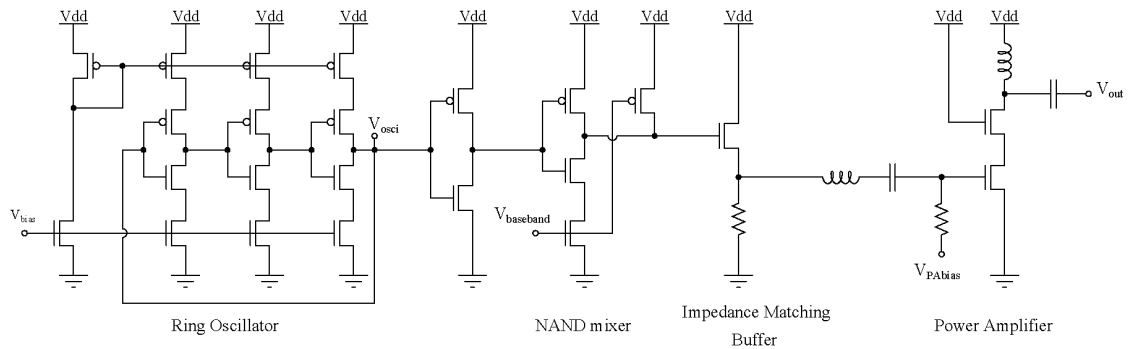 Vdd Vdd Vdd Vdd Vdd Vdd Vdd Vdd Vdd Vdd
Vout
Vosci
Vbias
Vbaseband
VPAbias
Ring Oscillator
NAND mixer
Impedance Matching
Buffer
Power Amplifier